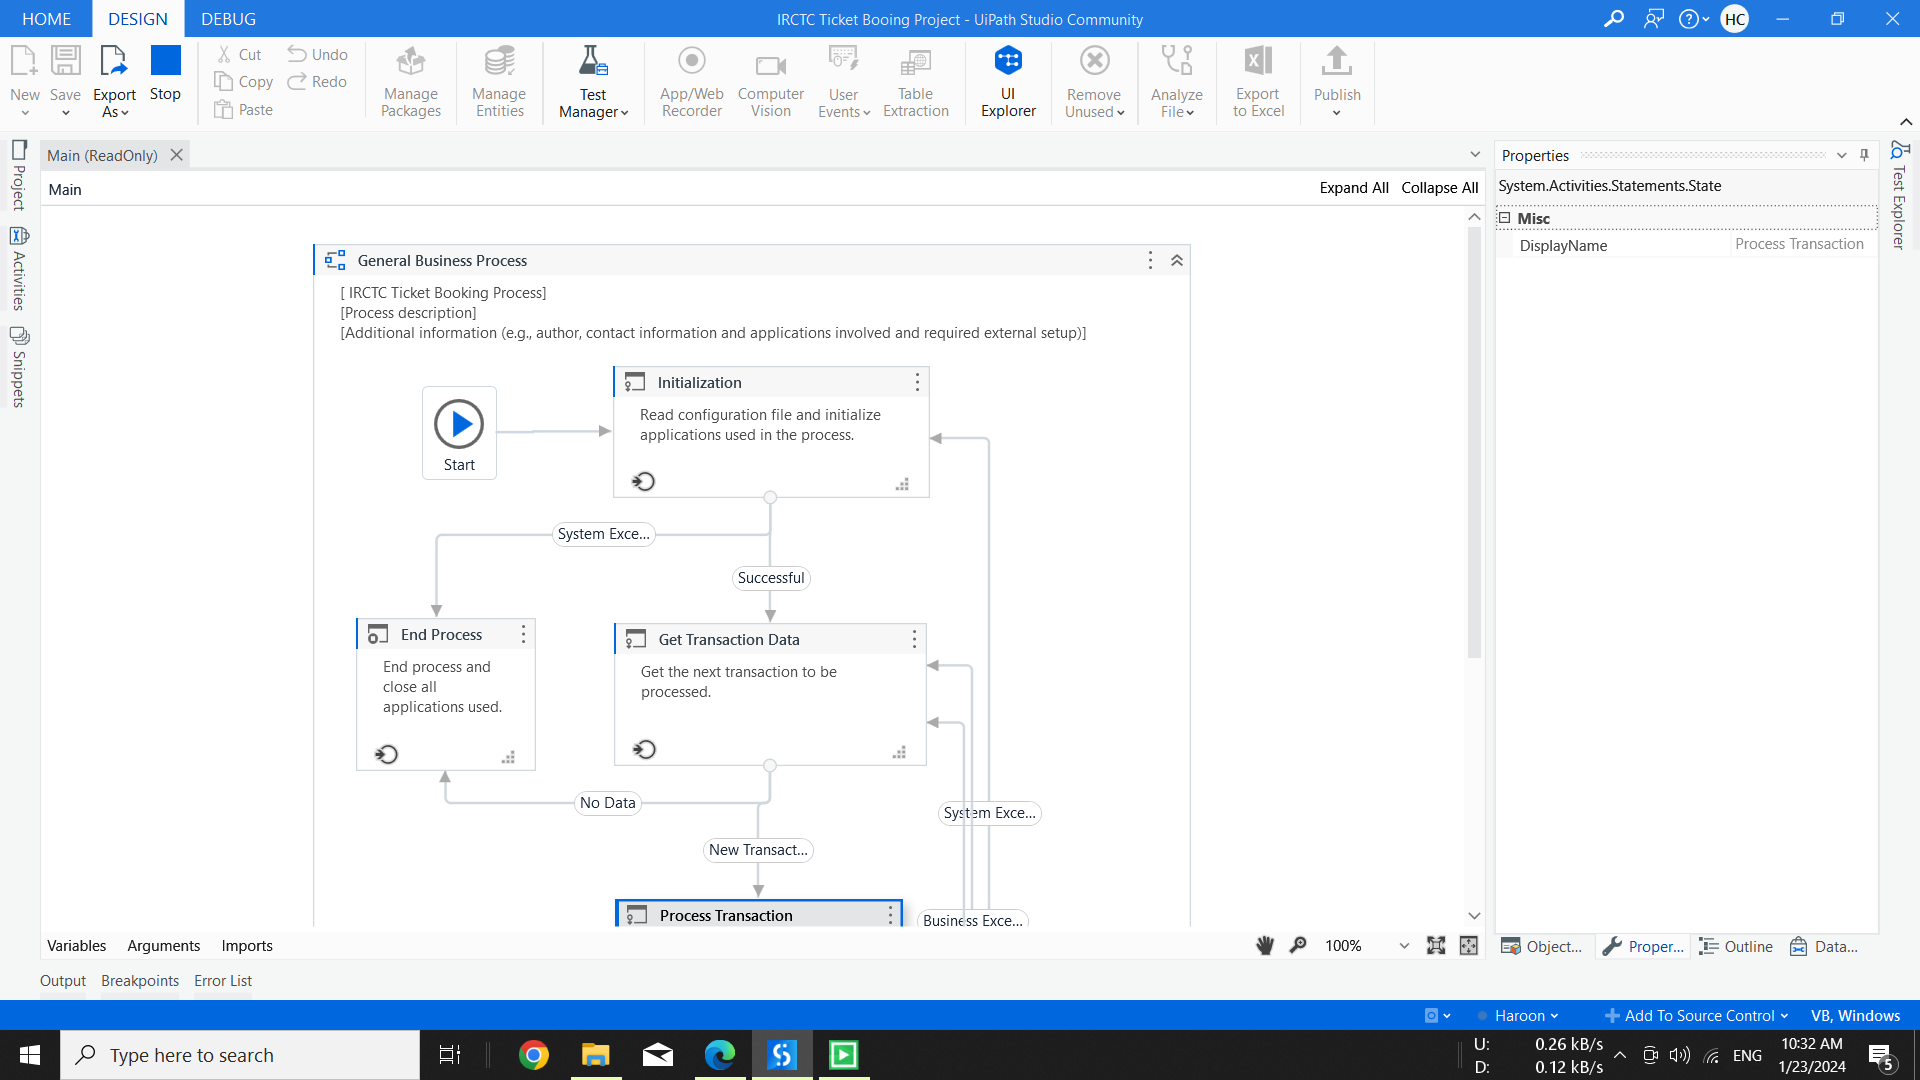 HOME DESIGN DEBUG
IRCTC Ticket Booing Project - UiPath Studio Community
HC
New
Save
Export As
Stop
Cut
Copy
Paste
Undo
Redo
Manage Packages
Manage Entities
Test Manager
App/Web Recorder
Computer Vision
User Events
Table Extraction
UI Explorer
Remove Unused
Analyze File
Export to Excel
Publish
Project
Activities
Snippets
Main (ReadOnly)
Main
Expand All Collapse All
General Business Process
[ IRCTC Ticket Booking Process]
[Process description]
[Additional information (e.g., author, contact information and applications involved and required external setup)]
Start
Initialization
Read configuration file and initialize
applications used in the process.
System Exce...
Successful
End Process
End process and
close all
applications used.
Get Transaction Data
Get the next transaction to be
processed.
No Data
System Exce...
New Transact...
Process Transaction
Business Exce...
Properties
System.Activities.Statements.State
Misc
DisplayName Process Transaction
Test Explorer
Variables Arguments Imports
100%
Object... Proper... Outline Data...
Output Breakpoints Error List
Haroon Add To Source Control VB, Windows
Type here to search
U: 0.26 kB/s
D: 0.12 kB/s
ENG
10:32 AM
1/23/2024
5